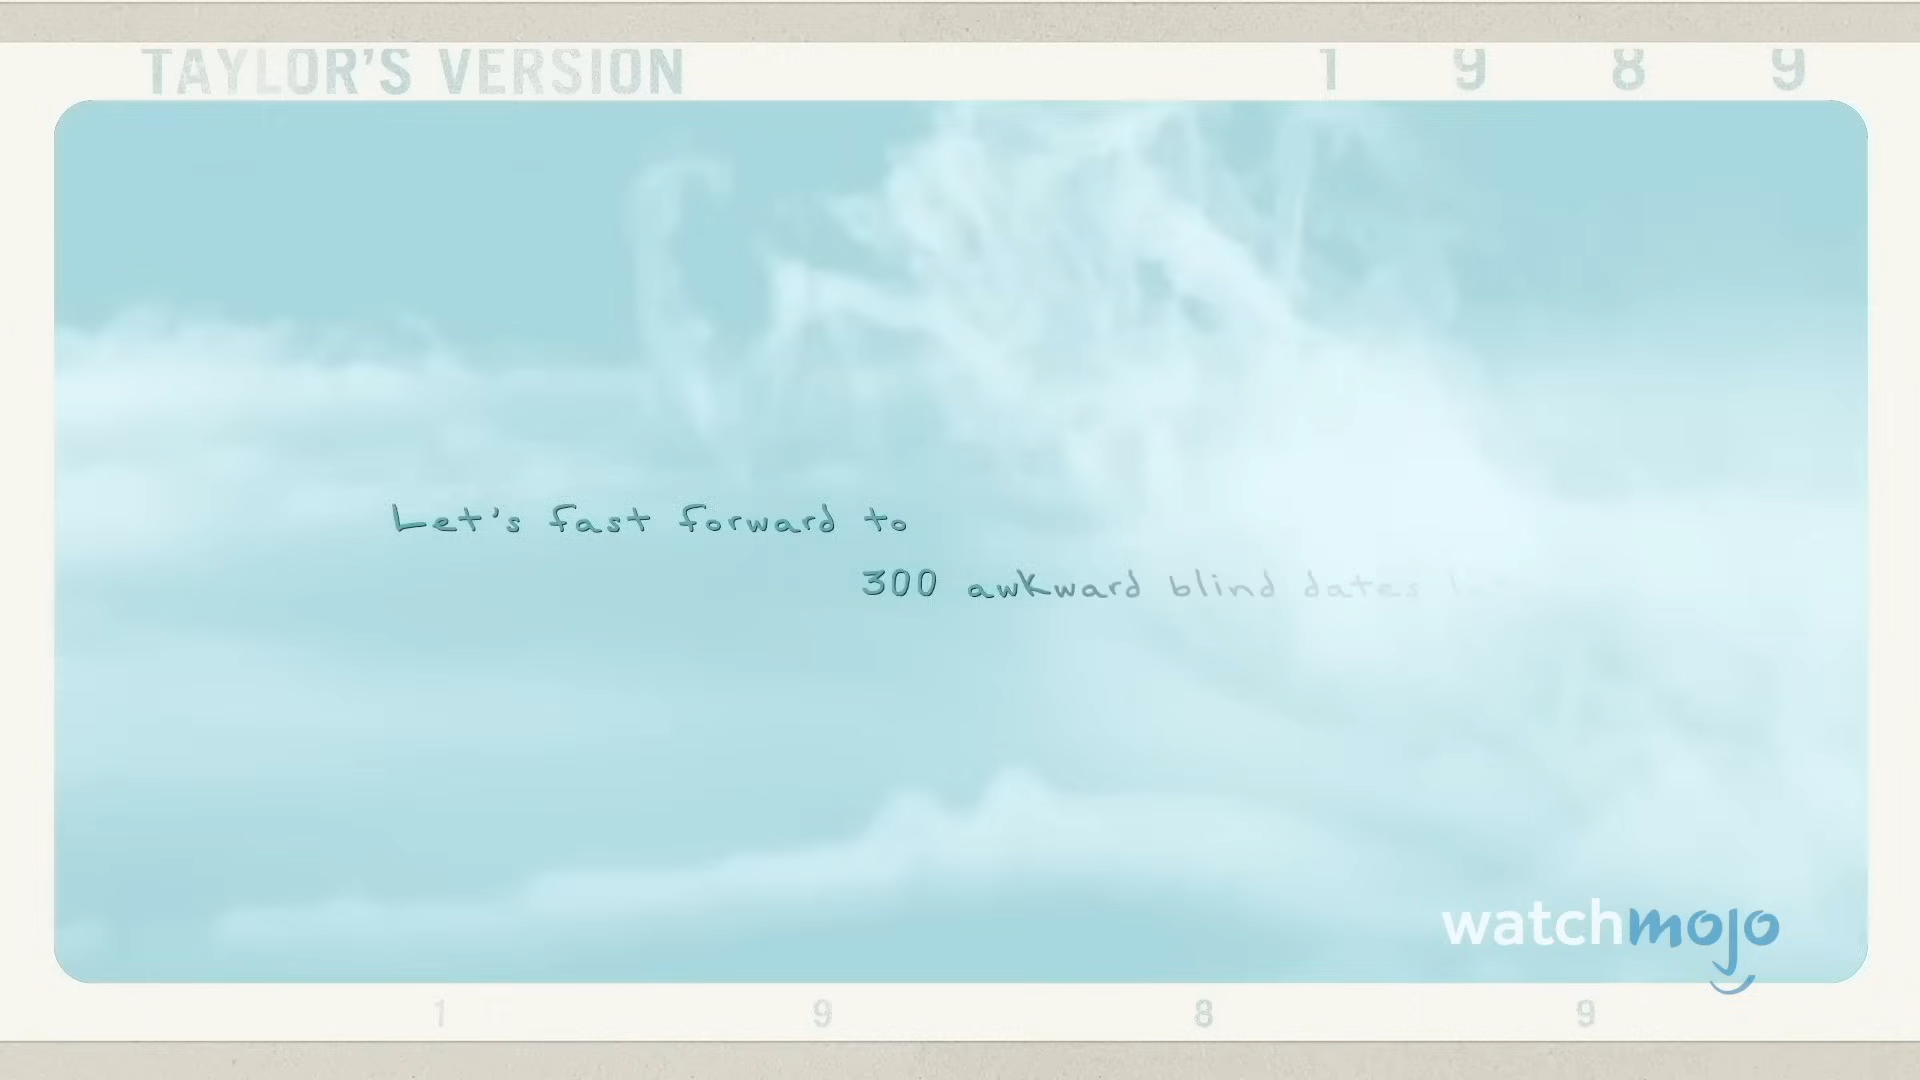 TAYLOR'S VERSION 1 9 8 9
Let's fast forward to
300 awkward blind dates
watchmojo
1 9 8 9